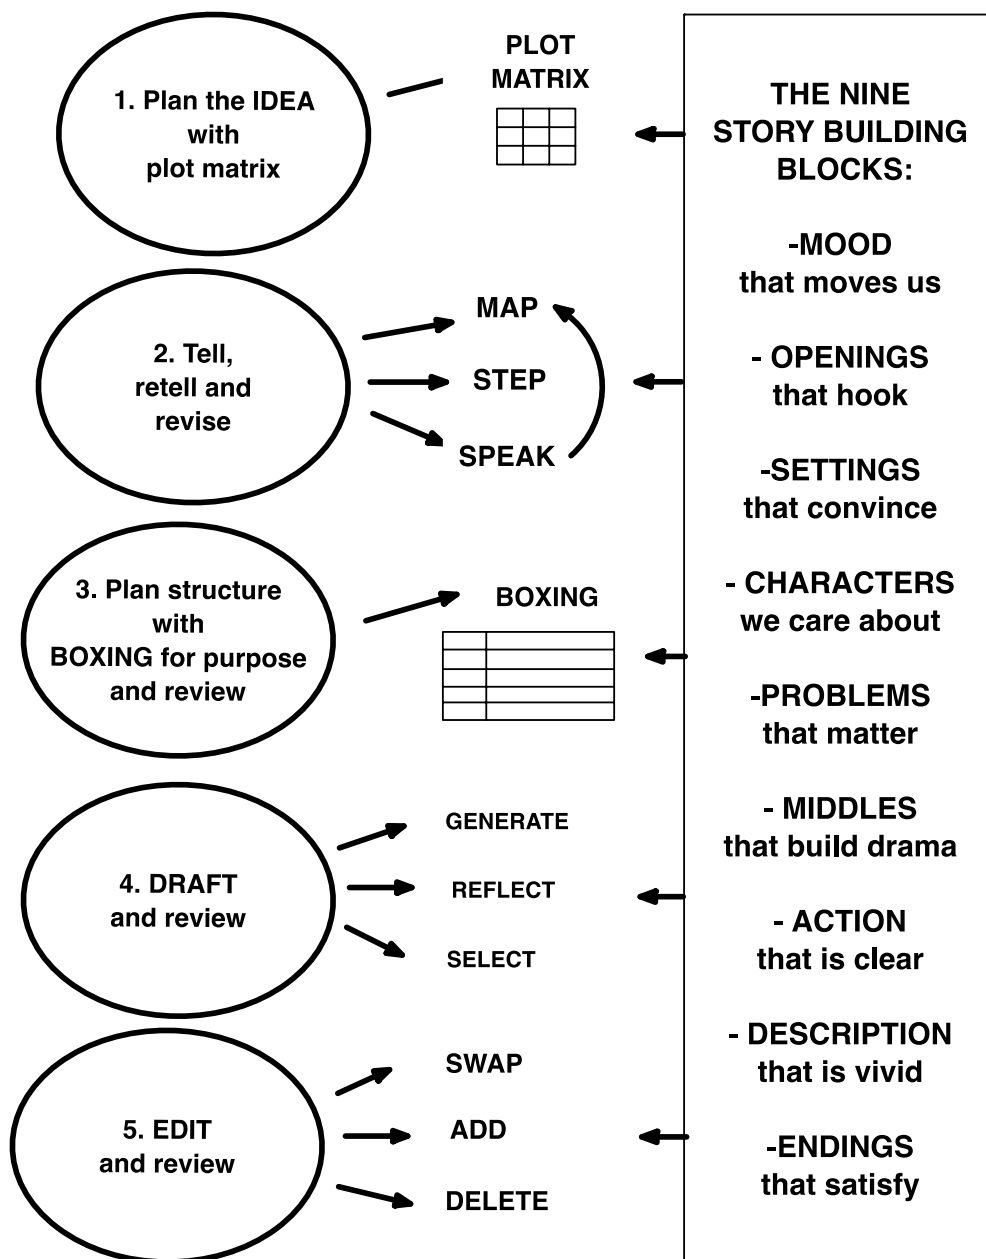 1. Plan the IDEA
with
plot matrix
PLOT
MATRIX
2. Tell,
retell and
revise
MAP
STEP
SPEAK
3. Plan structure
with
BOXING for purpose
and review
BOXING
4. DRAFT
and review
GENERATE
REFLECT
SELECT
5. EDIT
and review
SWAP
ADD
DELETE
THE NINE
STORY BUILDING
BLOCKS:
-MOOD
that moves us
- OPENINGS
that hook
-SETTINGS
that convince
- CHARACTERS
we care about
-PROBLEMS
that matter
- MIDDLES
that build drama
- ACTION
that is clear
- DESCRIPTION
that is vivid
-ENDINGS
that satisfy